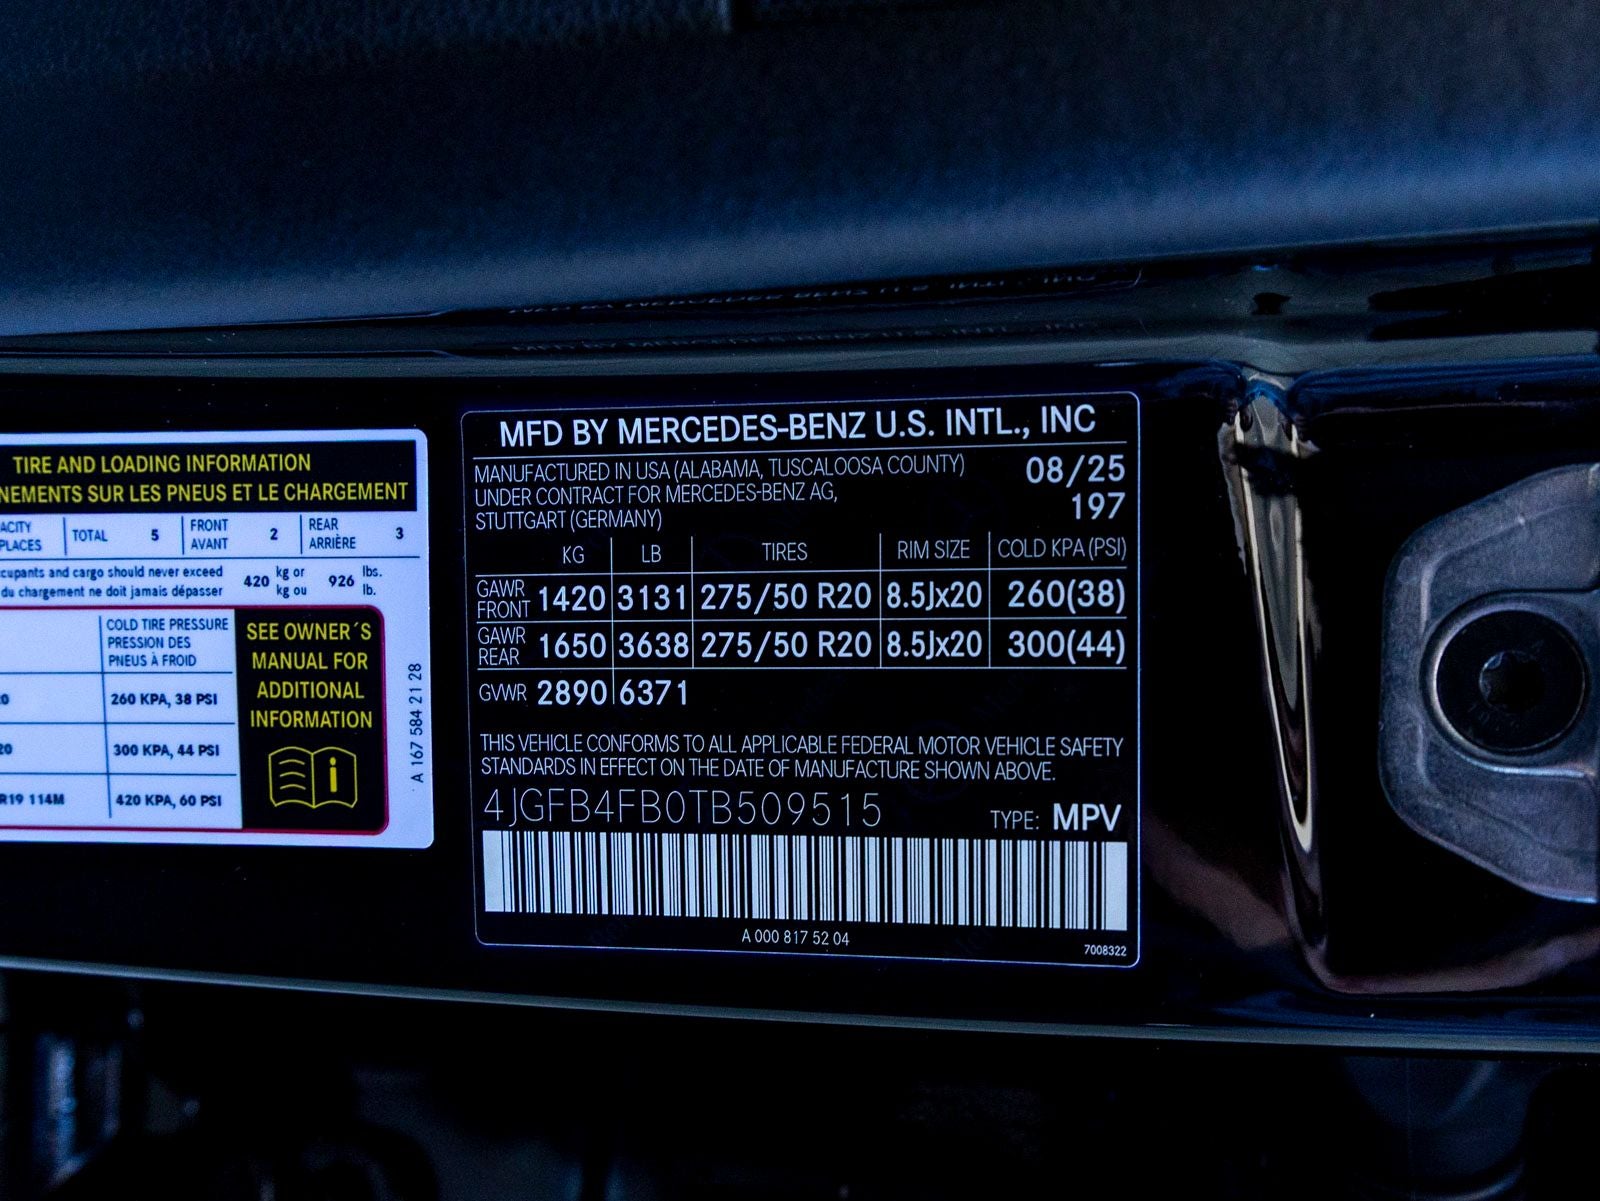 TIRE AND LOADING INFORMATION
NEMENTS SUR LES PNEUS ET LE CHARGEMENT
ACITY TOTAL 5 FRONT 2 REAR 3
PLACES AVANT ARRIÈRE
cupants and cargo should never exceed 420 kg or 926 lbs.
du chargement ne doit jamais dépasser kg ou lb.
COLD TIRE PRESSURE
PRESSION DES
PNEUS À FROID
0 260 KPA, 38 PSI
20 300 KPA, 44 PSI
R19 114M 420 KPA, 60 PSI
SEE OWNER´S
MANUAL FOR
ADDITIONAL
INFORMATION
i
A 167 584 21 28
MFD BY MERCEDES-BENZ U.S. INTL., INC
MANUFACTURED IN USA (ALABAMA, TUSCALOOSA COUNTY) 08/25
UNDER CONTRACT FOR MERCEDES-BENZ AG, 197
STUTTGART (GERMANY)
KG LB TIRES RIM SIZE COLD KPA (PSI)
GAWR FRONT 1420 3131 275/50 R20 8.5Jx20 260(38)
GAWR REAR 1650 3638 275/50 R20 8.5Jx20 300(44)
GVWR 2890 6371
THIS VEHICLE CONFORMS TO ALL APPLICABLE FEDERAL MOTOR VEHICLE SAFETY
STANDARDS IN EFFECT ON THE DATE OF MANUFACTURE SHOWN ABOVE.
4JGFB4FB0TB509515 TYPE: MPV
A 000 817 52 04
7008322